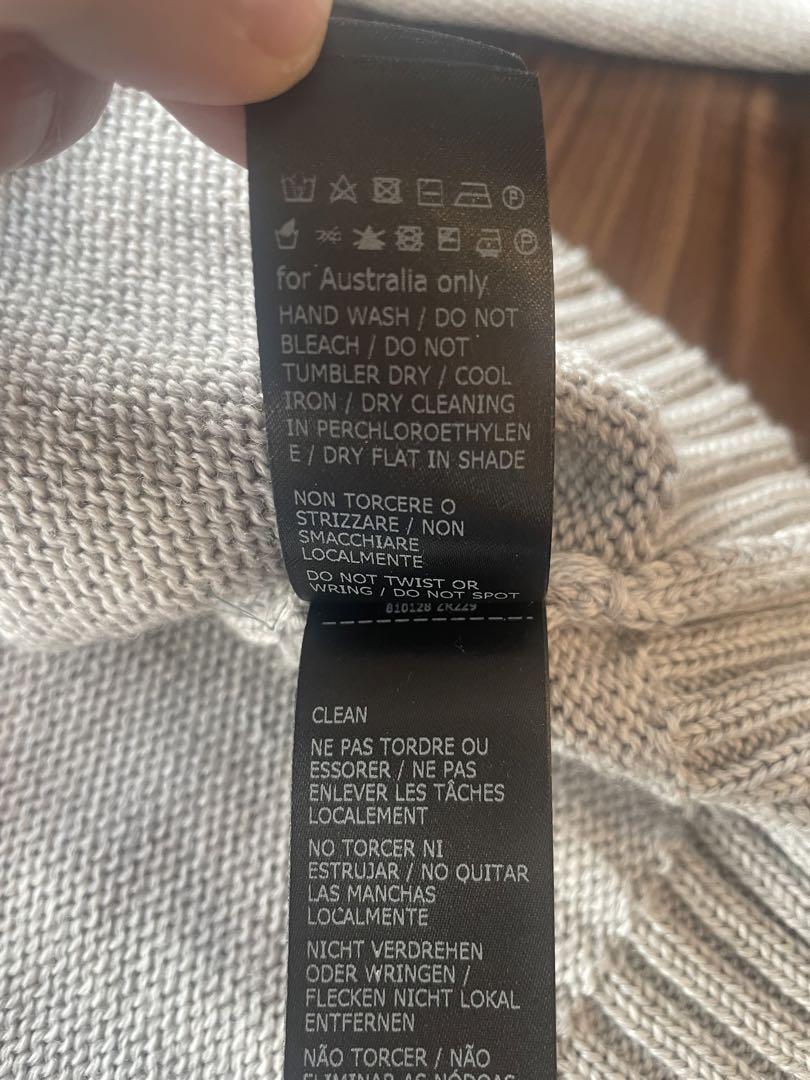 for Australia only
HAND WASH / DO NOT
BLEACH / DO NOT
TUMBLER DRY / COOL
IRON / DRY CLEANING
IN PERCHLOROETHYLEN
E / DRY FLAT IN SHADE
NON TORCERE O
STRIZZARE / NON
SMACCHIARE
LOCALMENTE
DO NOT TWIST OR
WRING / DO NOT SPOT
810128
CLEAN
NE PAS TORDRE OU
ESSORER / NE PAS
ENLEVER LES TÂCHES
LOCALEMENT
NO TORCER NI
ESTRUJAR / NO QUITAR
LAS MANCHAS
LOCALMENTE
NICHT VERDREHEN
ODER WRINGEN /
FLECKEN NICHT LOKAL
ENTFERNEN
NÃO TORCER / NÃO
ELIMINAR AS NÓDOAS